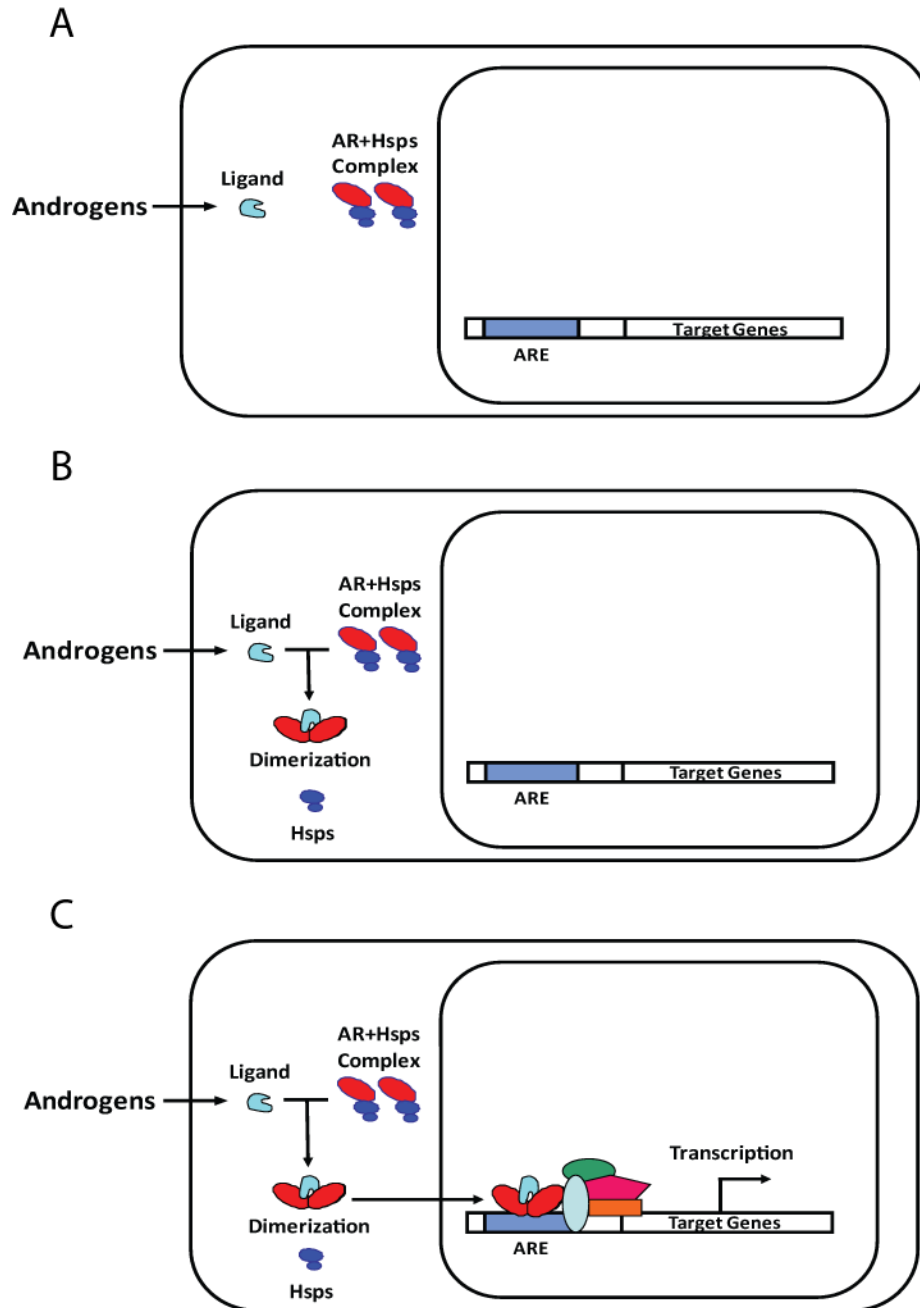 A
AR+Hsps
Complex
Ligand
Androgens
Target Genes
ARE
B
AR+Hsps
Complex
Ligand
Androgens
Dimerization
Target Genes
ARE
Hsps
C
AR+Hsps
Complex
Ligand
Androgens
Transcription
Dimerization
Target Genes
ARE
Hsps